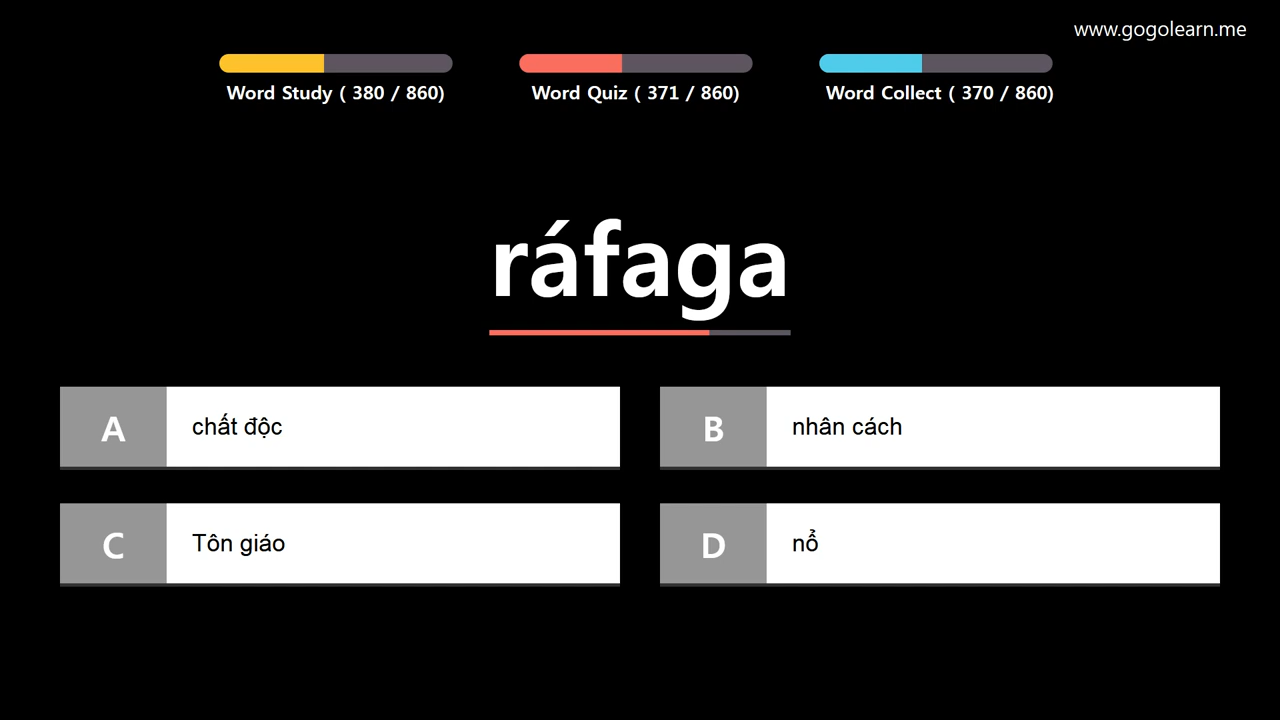 www.gogolearn.me
Word Study ( 380 / 860)
Word Quiz ( 371 / 860)
Word Collect ( 370 / 860)
ráfaga
A
chất độc
B
nhân cách
C
Tôn giáo
D
nổ